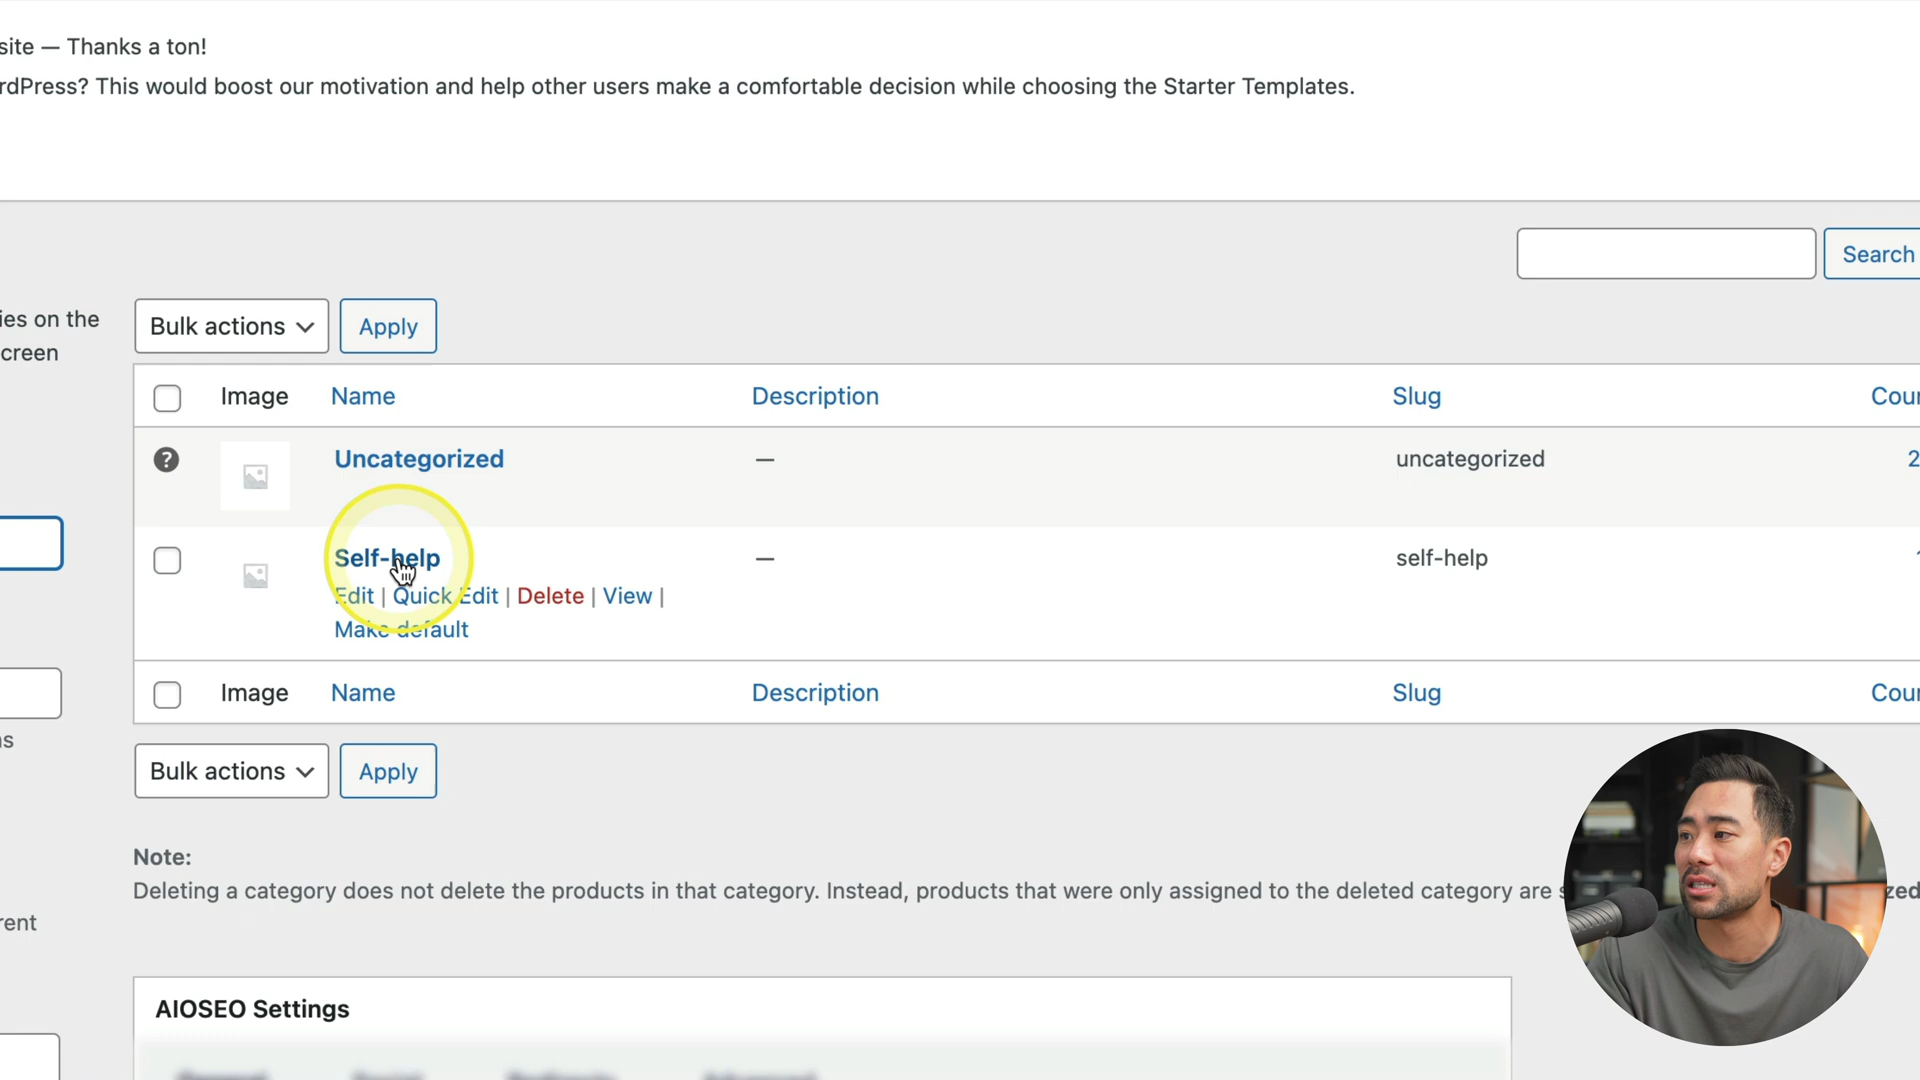 site — Thanks a ton!
rdPress? This would boost our motivation and help other users make a comfortable decision while choosing the Starter Templates.
Search
ies on the
creen
Bulk actions Apply
Image Name Description Slug Cour
? Uncategorized — uncategorized 2
Self-help — self-help
Edit | Quick Edit | Delete | View |
Make default
Image Name Description Slug Cour
ns
Bulk actions Apply
Note:
Deleting a category does not delete the products in that category. Instead, products that were only assigned to the deleted category are s zed
rent
AIOSEO Settings